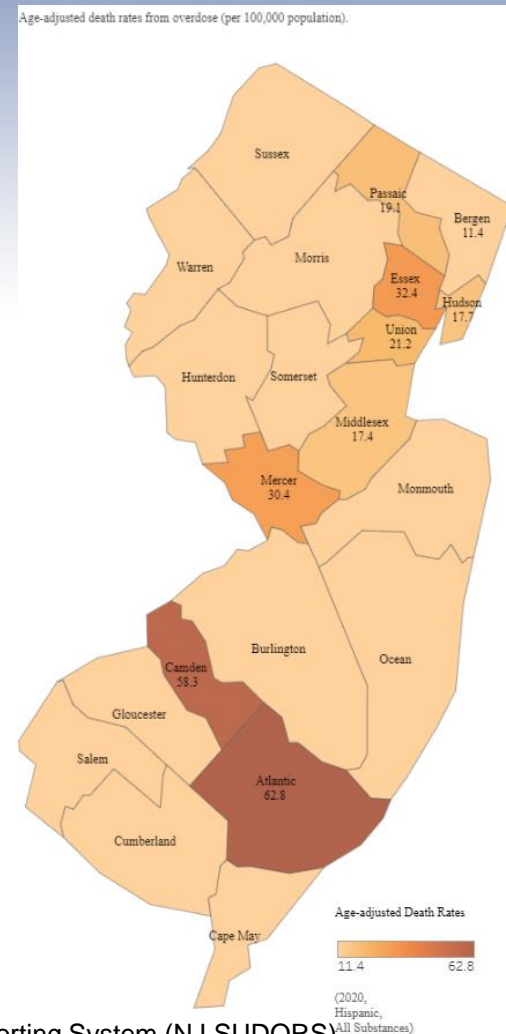 Age-adjusted death rates from overdose (per 100,000 population).
Sussex
Passaic
19.1
Bergen
11.4
Morris
Warren
Essex
32.4
Hudson
17.7
Union
21.2
Hunterdon
Somerset
Middlesex
17.4
Mercer
30.4
Monmouth
Burlington
Ocean
Camden
58.3
Gloucester
Salem
Atlantic
62.8
Cumberland
Cape May
Age-adjusted Death Rates
11.4 62.8
(2020,
Hispanic,
All Substances)
orting System (NJ SUDORS)